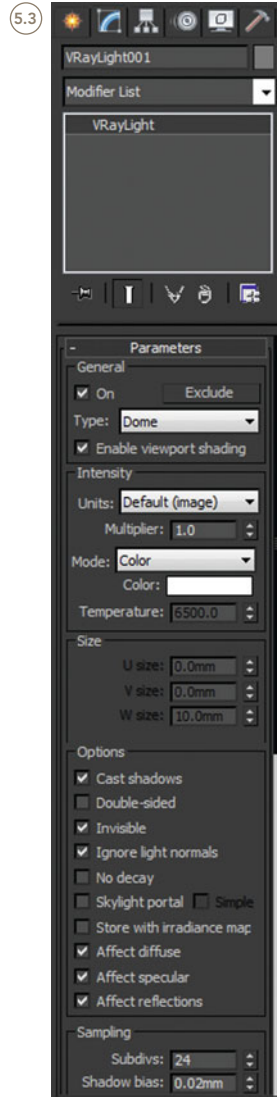 5.3
VRayLight001
Modifier List
VRayLight
- Parameters
General
On Exclude
Type: Dome
Enable viewport shading
Intensity
Units: Default (image)
Multiplier: 1.0
Mode: Color
Color:
Temperature: 6500.0
Size
U size: 0.0mm
V size: 0.0mm
W size: 10.0mm
Options
Cast shadows
Double-sided
Invisible
Ignore light normals
No decay
Skylight portal Simple
Store with irradiance map
Affect diffuse
Affect specular
Affect reflections
Sampling
Subdivs: 24
Shadow bias: 0.02mm